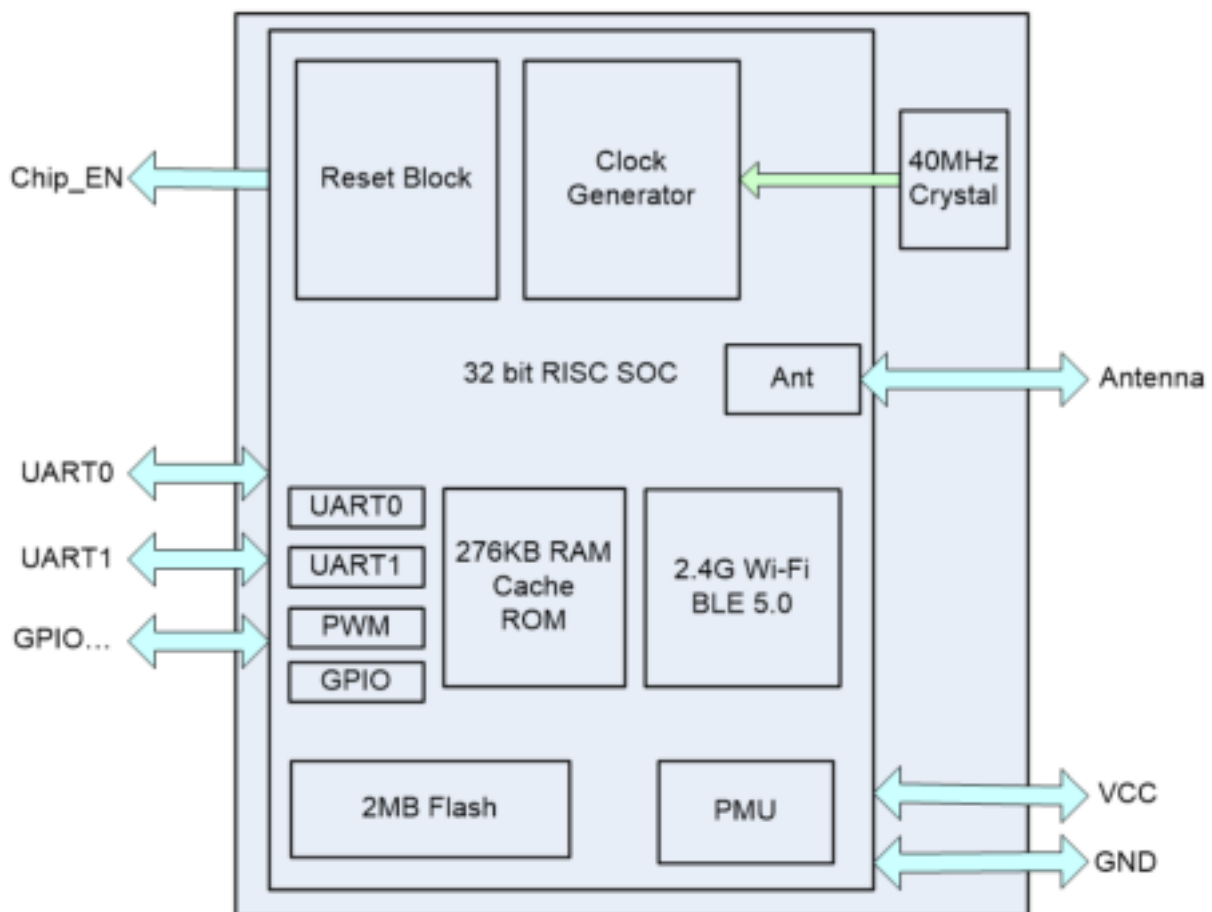 Chip_EN
Reset Block
Clock
Generator
40MHz
Crystal
32 bit RISC SOC
Ant
Antenna
UART0
UART1
GPIO...
UART0
UART1
PWM
GPIO
276KB RAM
Cache
ROM
2.4G Wi-Fi
BLE 5.0
2MB Flash
PMU
VCC
GND